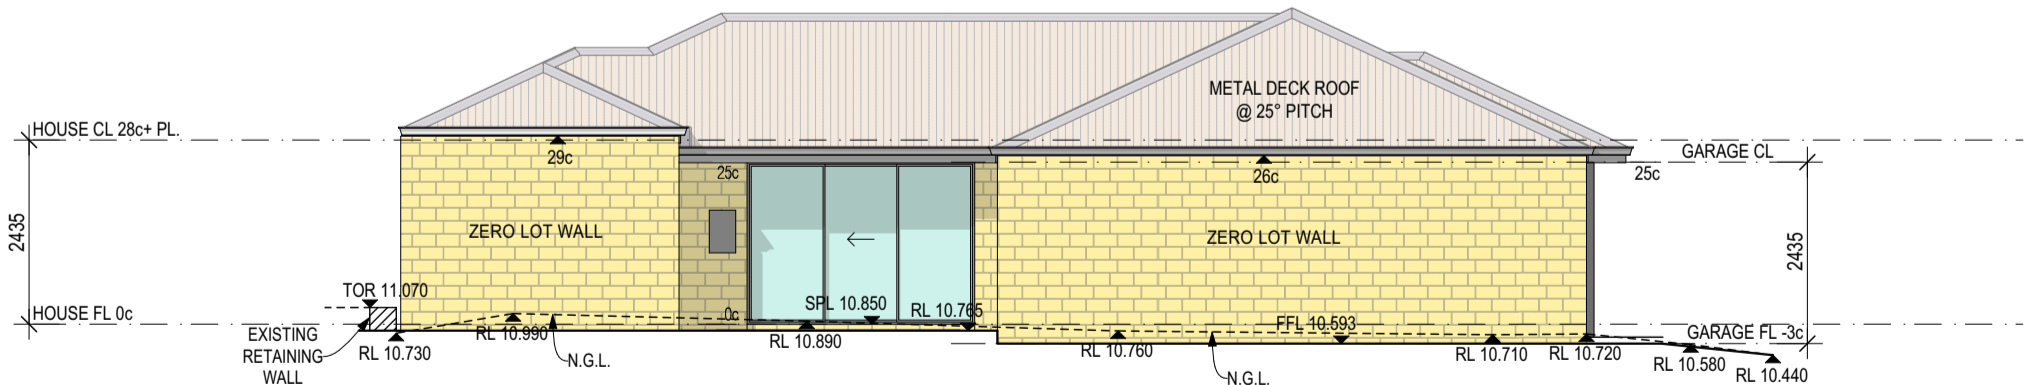 METAL DECK ROOF
@ 25° PITCH
HOUSE CL 28c+ PL.
29c
25c
26c
GARAGE CL
25c
2435
ZERO LOT WALL
ZERO LOT WALL
2435
TOR 11.070
HOUSE FL 0c
0c
SPL 10.850
RL 10.765
FFL 10.593
GARAGE FL -3c
EXISTING
RETAINING
WALL
RL 10.730
RL 10.990
N.G.L.
RL 10.890
RL 10.760
N.G.L.
RL 10.710
RL 10.720
RL 10.580
RL 10.440